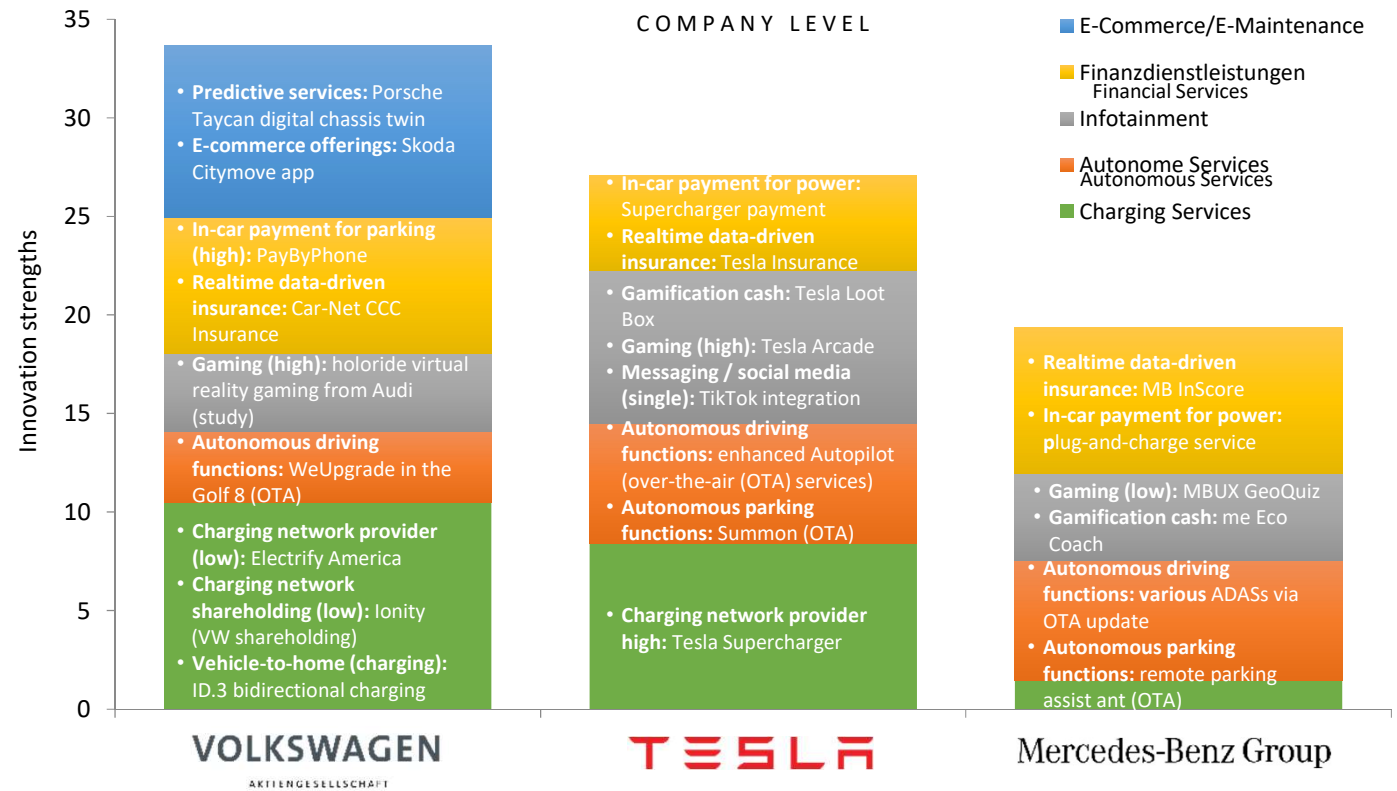 COMPANY LEVEL
35
30
25
20
15
10
5
0
Innovation strengths
E-Commerce/E-Maintenance
Finanzdienstleistungen
Financial Services
Infotainment
Autonome Services
Autonomous Services
Charging Services
• Predictive services: Porsche
Taycan digital chassis twin
• E-commerce offerings: Skoda
Citymove app
• In-car payment for parking
(high): PayByPhone
• Realtime data-driven
insurance: Car-Net CCC
Insurance
• Gaming (high): holoride virtual
reality gaming from Audi
(study)
• Autonomous driving
functions: WeUpgrade in the
Golf 8 (OTA)
• Charging network provider
(low): Electrify America
• Charging network
shareholding (low): Ionity
(VW shareholding)
• Vehicle-to-home (charging):
ID.3 bidirectional charging
• In-car payment for power:
Supercharger payment
• Realtime data-driven
insurance: Tesla Insurance
• Gamification cash: Tesla Loot
Box
• Gaming (high): Tesla Arcade
• Messaging / social media
(single): TikTok integration
• Autonomous driving
functions: enhanced Autopilot
(over-the-air (OTA) services)
• Autonomous parking
functions: Summon (OTA)
• Charging network provider
high: Tesla Supercharger
• Realtime data-driven
insurance: MB InScore
• In-car payment for power:
plug-and-charge service
• Gaming (low): MBUX GeoQuiz
• Gamification cash: me Eco
Coach
• Autonomous driving
functions: various ADASs via
OTA update
• Autonomous parking
functions: remote parking
assist ant (OTA)
VOLKSWAGEN
AKTIENGESELLSCHAFT
TESLA
Mercedes-Benz Group